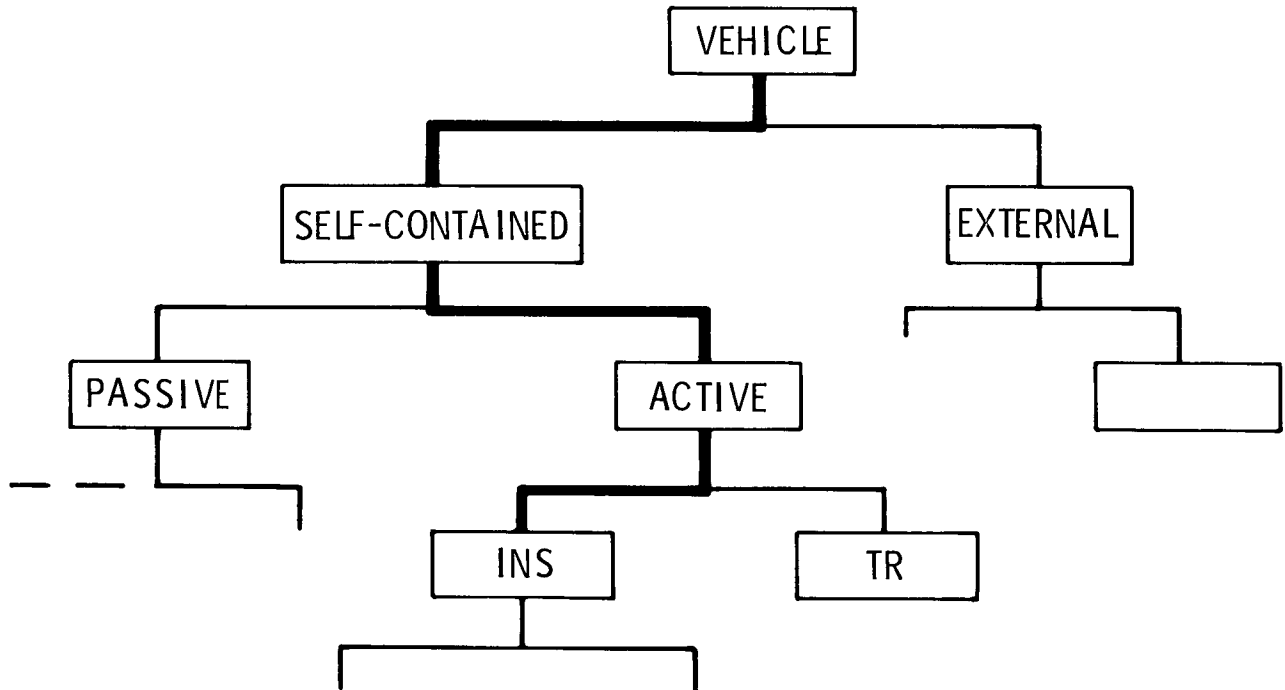 VEHICLE
SELF-CONTAINED
EXTERNAL
PASSIVE
ACTIVE
INS
TR